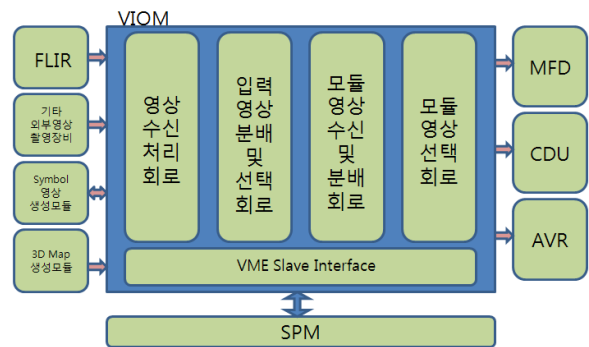 VIOM
FLIR
기타
외부영상
촬영장비
Symbol
영상
생성모듈
3D Map
생성모듈
영상
수신
처리
회로
입력
영상
분배
및
선택
회로
모듈
영상
수신
및
분배
회로
모듈
영상
선택
회로
VME Slave Interface
MFD
CDU
AVR
SPM